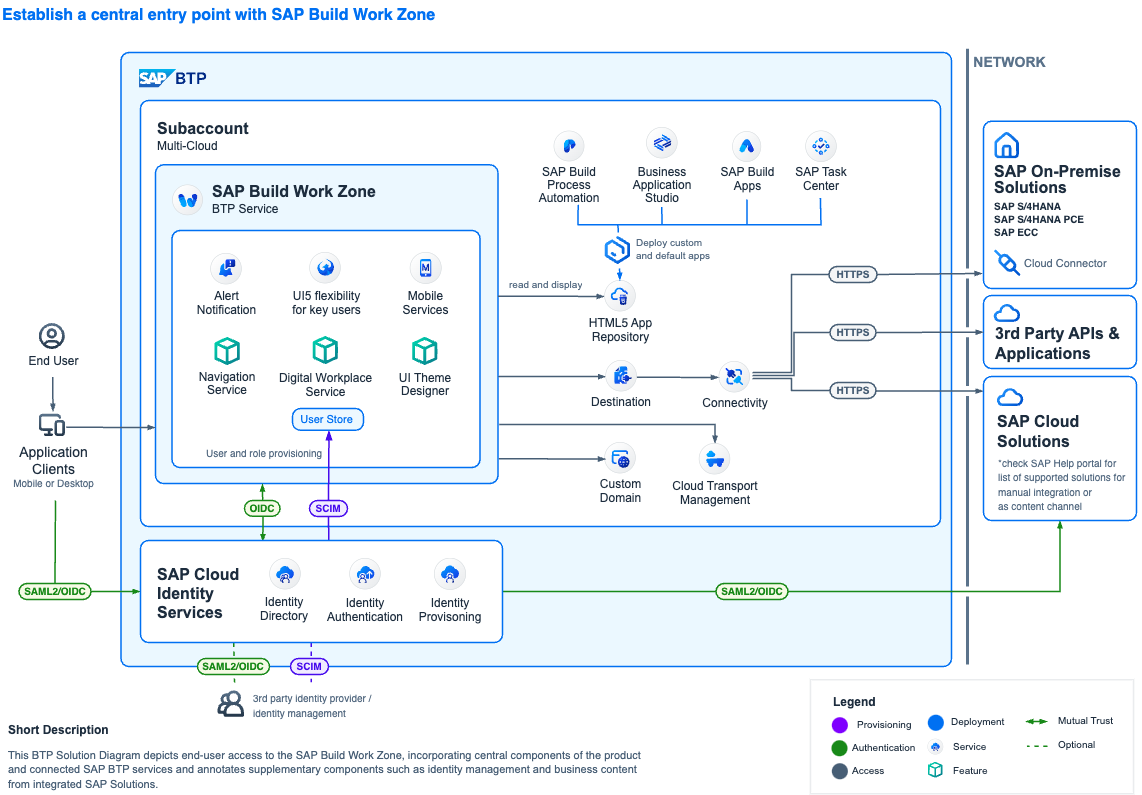 Establish a central entry point with SAP Build Work Zone
SAP BTP
NETWORK
Subaccount
Multi-Cloud
SAP Build Work Zone
BTP Service
Alert
Notification
UI5 flexibility
for key users
Mobile
Services
Navigation
Service
Digital Workplace
Service
UI Theme
Designer
User Store
User and role provisioning
SAP Build
Process
Automation
Business
Application
Studio
SAP Build
Apps
SAP Task
Center
Deploy custom
and default apps
read and display
HTML5 App
Repository
Destination
Connectivity
Custom
Domain
Cloud Transport
Management
HTTPS
HTTPS
HTTPS
SAP On-Premise
Solutions
SAP S/4HANA
SAP S/4HANA PCE
SAP ECC
Cloud Connector
3rd Party APIs &
Applications
SAP Cloud
Solutions
*check SAP Help portal for
list of supported solutions for
manual integration or
as content channel
End User
Application
Clients
Mobile or Desktop
OIDC
SCIM
SAML2/OIDC
SAP Cloud
Identity
Services
Identity
Directory
Identity
Authentication
Identity
Provisoning
SAML2/OIDC
SAML2/OIDC
SCIM
3rd party identity provider /
identity management
Short Description
This BTP Solution Diagram depicts end-user access to the SAP Build Work Zone, incorporating central components of the product
and connected SAP BTP services and annotates supplementary components such as identity management and business content
from integrated SAP Solutions.
Legend
Provisioning
Deployment
Mutual Trust
Authentication
Service
Optional
Access
Feature